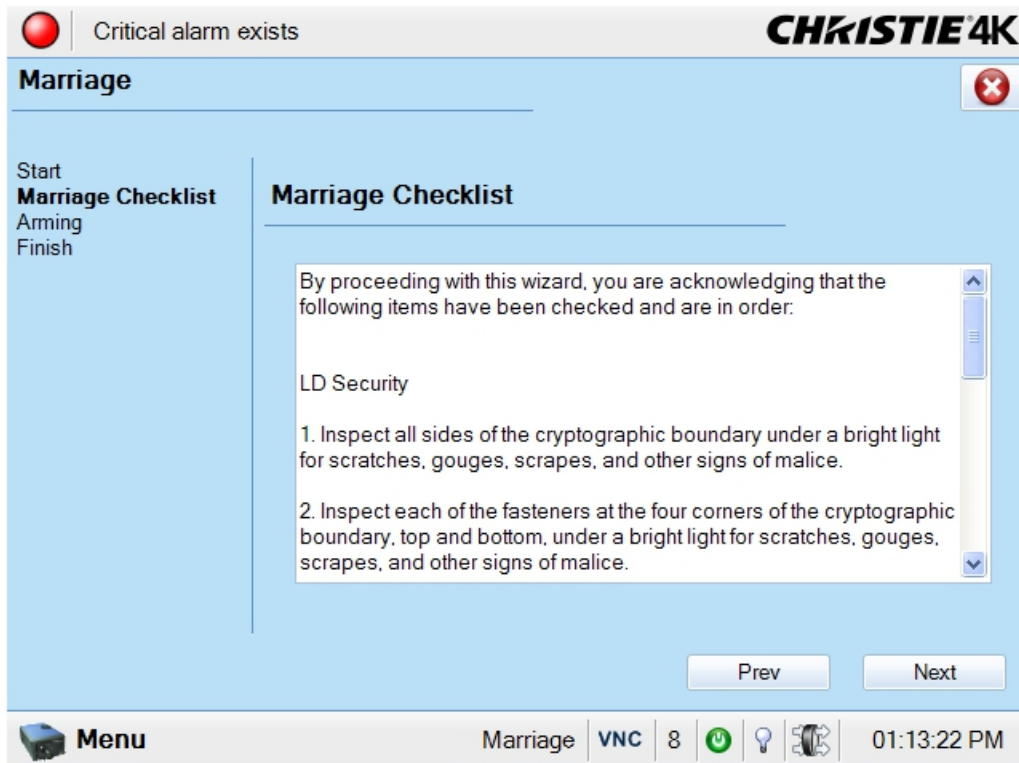 Critical alarm exists
CHRISTIE 4K
Marriage
Start
Marriage Checklist
Arming
Finish
Marriage Checklist
By proceeding with this wizard, you are acknowledging that the
following items have been checked and are in order:
LD Security
1. Inspect all sides of the cryptographic boundary under a bright light
for scratches, gouges, scrapes, and other signs of malice.
2. Inspect each of the fasteners at the four corners of the cryptographic
boundary, top and bottom, under a bright light for scratches, gouges,
scrapes, and other signs of malice.
Prev
Next
Menu
Marriage
VNC
8
01:13:22 PM